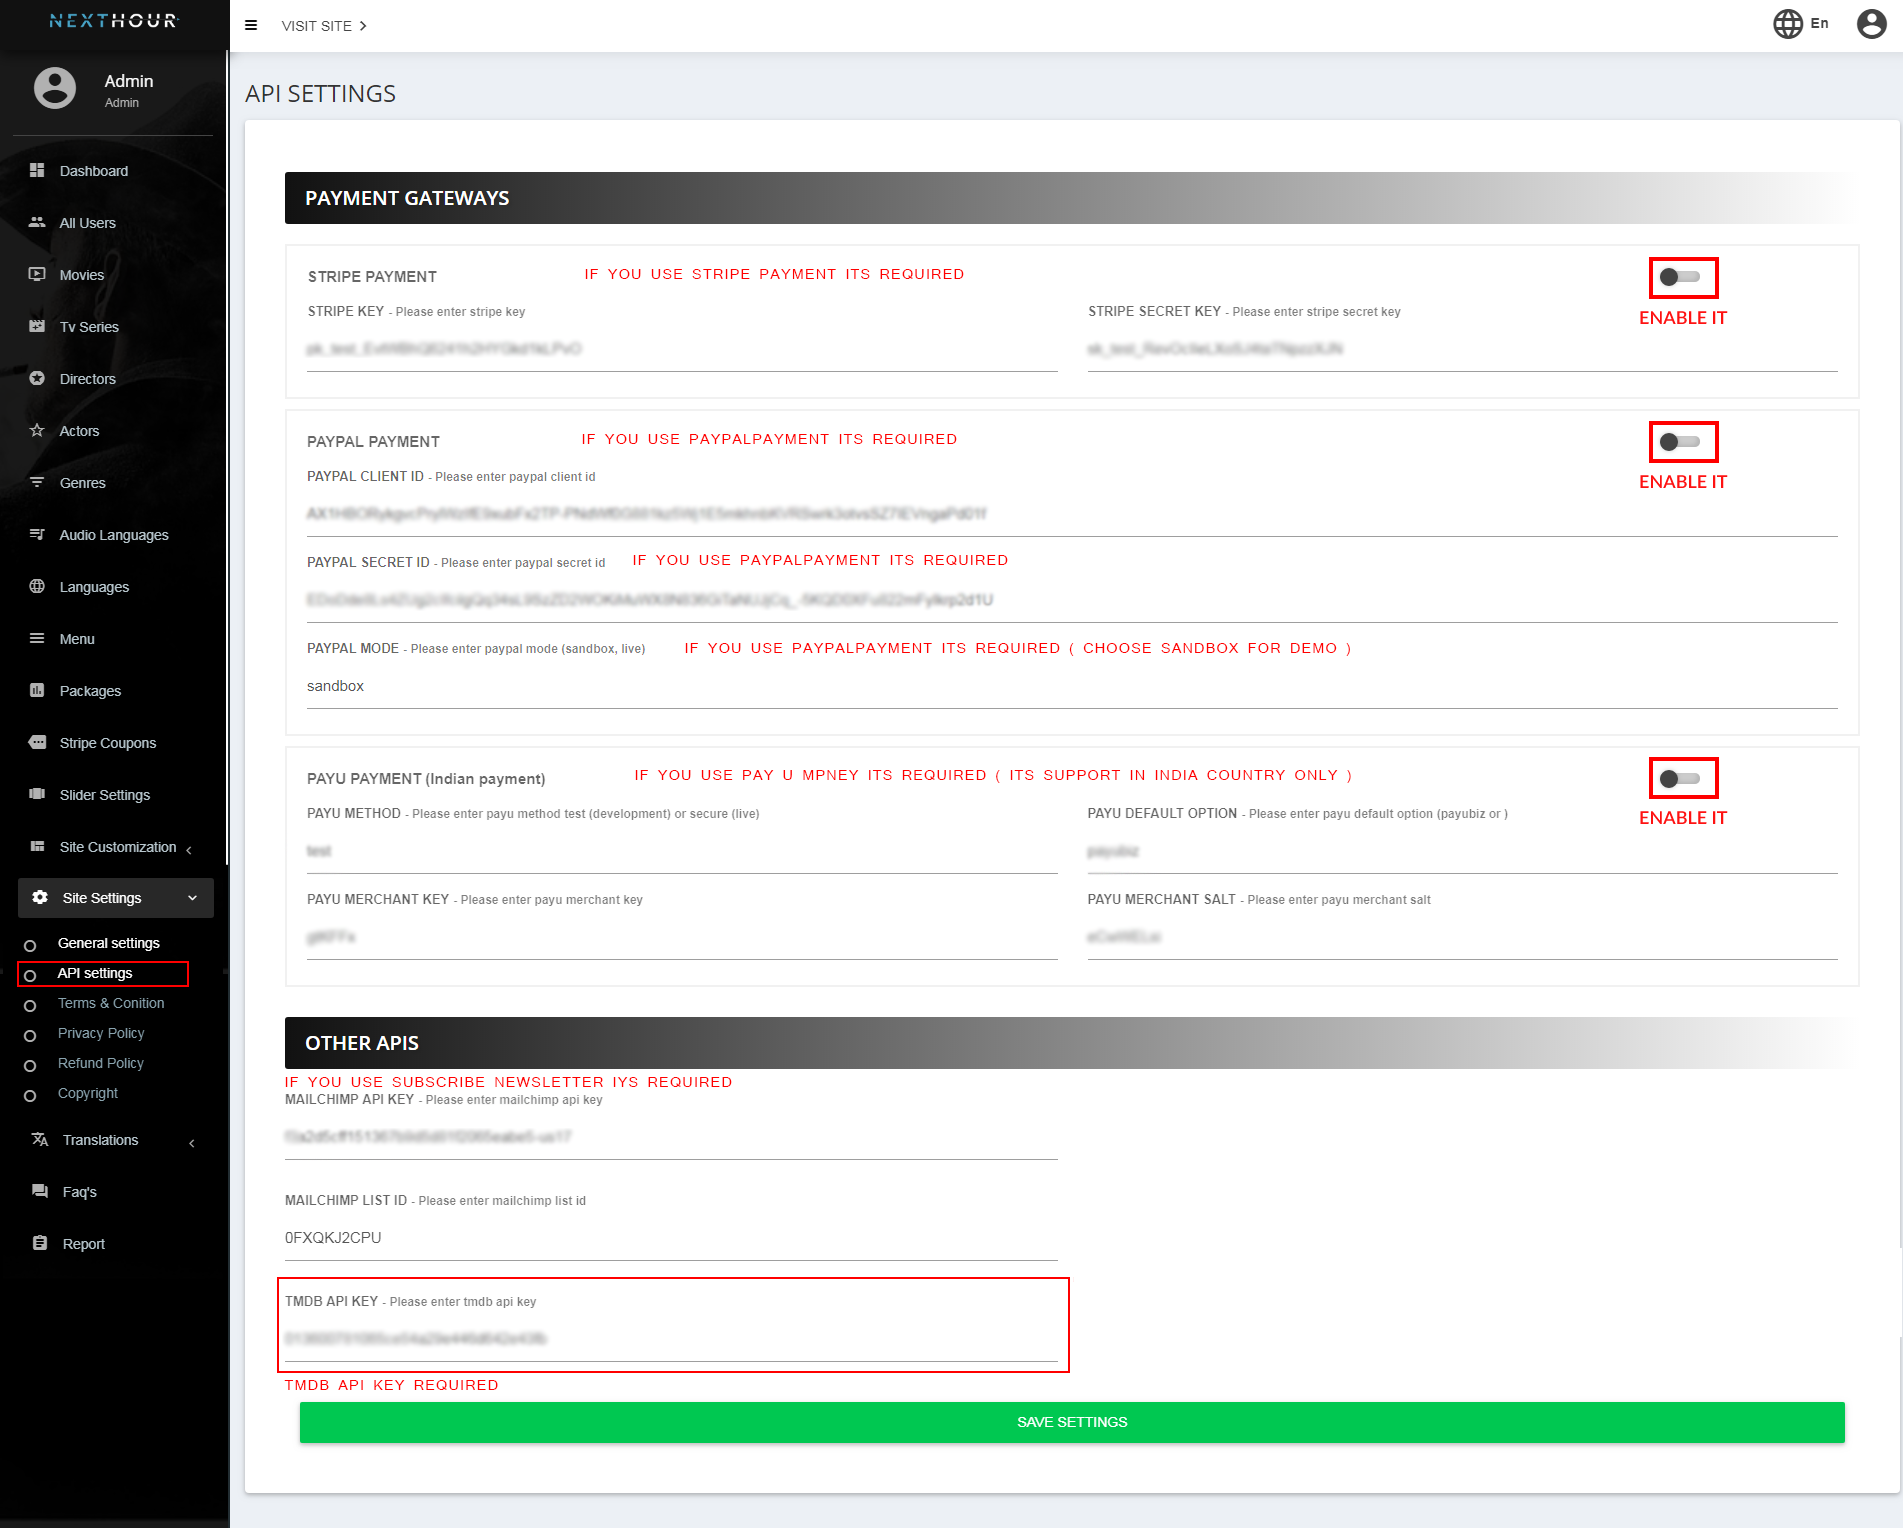 NEXTHOUR
VISIT SITE
En
Admin
Admin
Dashboard
All Users
Movies
Tv Series
Directors
Actors
Genres
Audio Languages
Languages
Menu
Packages
Stripe Coupons
Slider Settings
Site Customization
Site Settings
General settings
API settings
Terms & Conition
Privacy Policy
Refund Policy
Copyright
Translations
Faq's
Report
API SETTINGS
PAYMENT GATEWAYS
STRIPE PAYMENT
IF YOU USE STRIPE PAYMENT ITS REQUIRED
ENABLE IT
STRIPE KEY - Please enter stripe key
STRIPE SECRET KEY - Please enter stripe secret key
PAYPAL PAYMENT
IF YOU USE PAYPALPAYMENT ITS REQUIRED
ENABLE IT
PAYPAL CLIENT ID - Please enter paypal client id
PAYPAL SECRET ID - Please enter paypal secret id
IF YOU USE PAYPALPAYMENT ITS REQUIRED
PAYPAL MODE - Please enter paypal mode (sandbox, live)
IF YOU USE PAYPALPAYMENT ITS REQUIRED ( CHOOSE SANDBOX FOR DEMO )
sandbox
PAYU PAYMENT (Indian payment)
IF YOU USE PAY U MPNEY ITS REQUIRED ( ITS SUPPORT IN INDIA COUNTRY ONLY )
ENABLE IT
PAYU METHOD - Please enter payu method test (development) or secure (live)
PAYU DEFAULT OPTION - Please enter payu default option (payubiz or )
test
payubiz
PAYU MERCHANT KEY - Please enter payu merchant key
PAYU MERCHANT SALT - Please enter payu merchant salt
OTHER APIS
IF YOU USE SUBSCRIBE NEWSLETTER IYS REQUIRED
MAILCHIMP API KEY - Please enter mailchimp api key
MAILCHIMP LIST ID - Please enter mailchimp list id
0FXQKJ2CPU
TMDB API KEY - Please enter tmdb api key
TMDB API KEY REQUIRED
SAVE SETTINGS